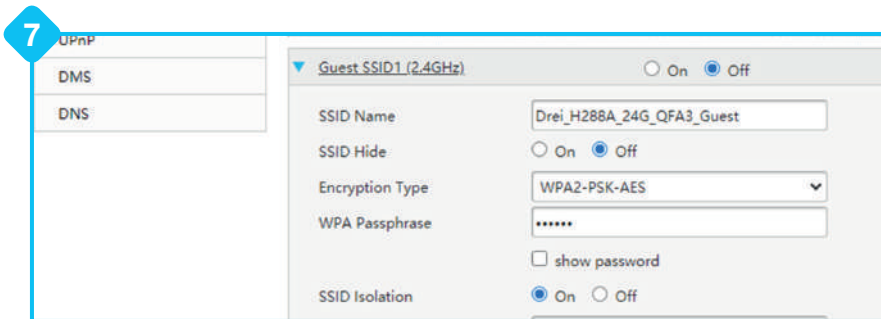 7
UPnP
DMS
DNS
Guest SSID1 (2.4GHz) On Off
SSID Name Drei_H288A_24G_QFA3_Guest
SSID Hide On Off
Encryption Type WPA2-PSK-AES
WPA Passphrase ••••••
show password
SSID Isolation On Off